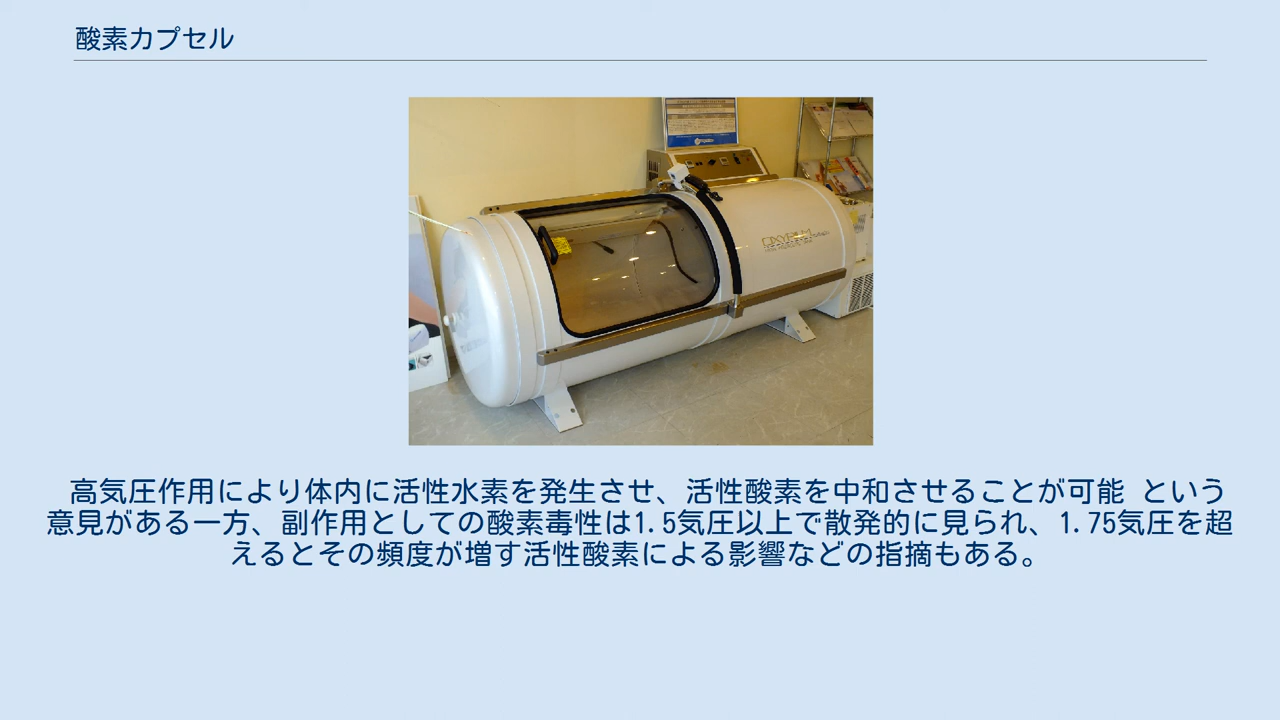 酸素カプセル
OXYRIUM
高気圧作用により体内に活性水素を発生させ、活性酸素を中和させることが可能 という
意見がある一方、副作用としての酸素毒性は1.5気圧以上で散発的に見られ、1.75気圧を超
えるとその頻度が増す活性酸素による影響などの指摘もある。